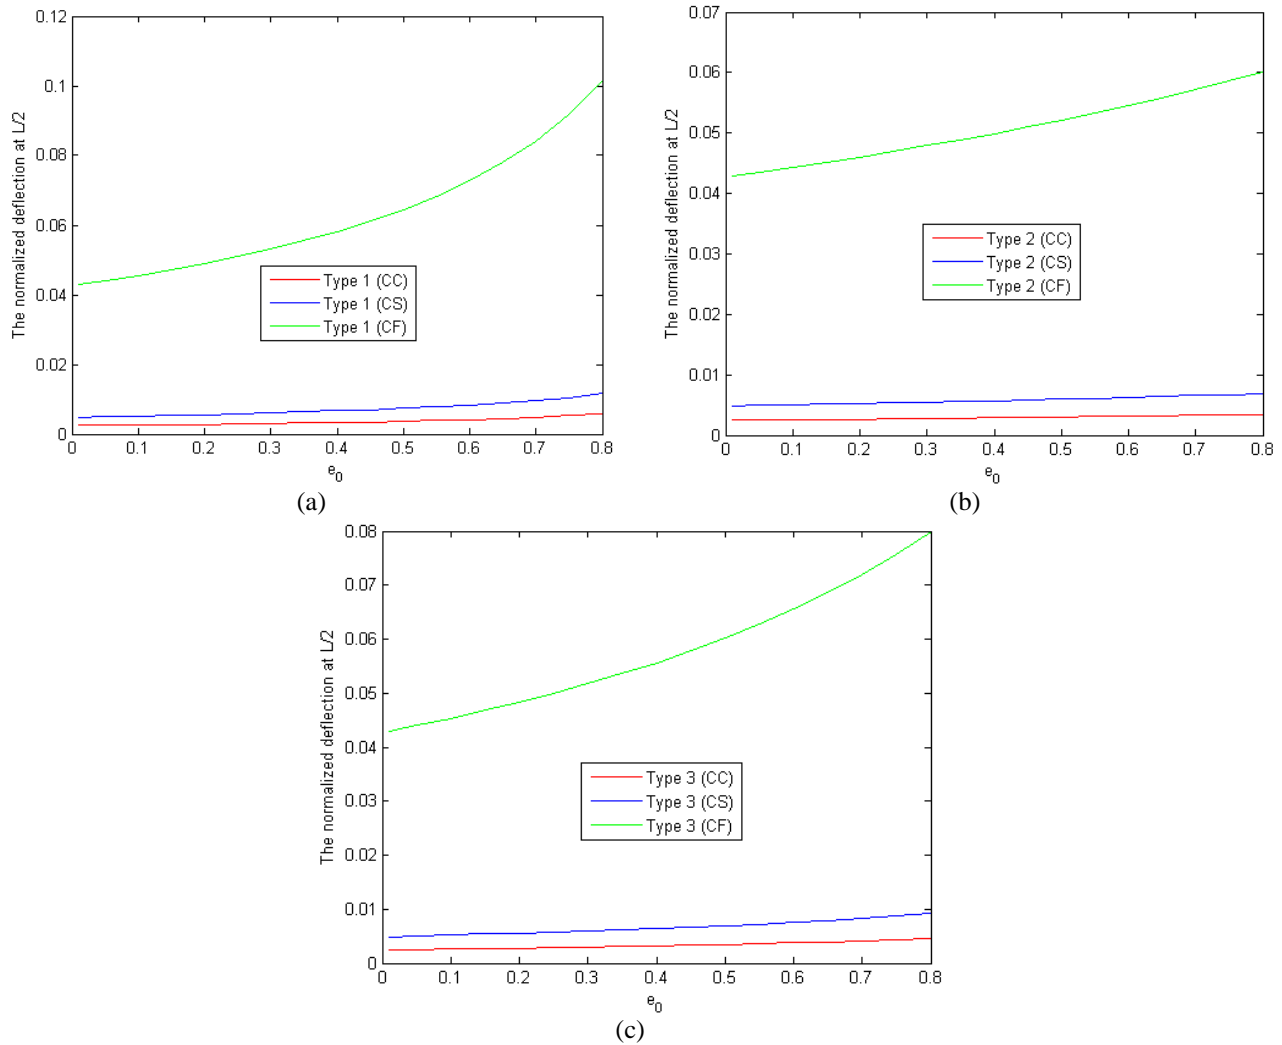 The normalized deflection at L/2
0.12
0.1
0.08
0.06
0.04
0.02
0
Type 1 (CC)
Type 1 (CS)
Type 1 (CF)
0 0.1 0.2 0.3 0.4 0.5 0.6 0.7 0.8
e0
(a)
The normalized deflection at L/2
0.07
0.06
0.05
0.04
0.03
0.02
0.01
0
Type 2 (CC)
Type 2 (CS)
Type 2 (CF)
0 0.1 0.2 0.3 0.4 0.5 0.6 0.7 0.8
e0
(b)
The normalized deflection at L/2
0.08
0.07
0.06
0.05
0.04
0.03
0.02
0.01
0
Type 3 (CC)
Type 3 (CS)
Type 3 (CF)
0 0.1 0.2 0.3 0.4 0.5 0.6 0.7 0.8
e0
(c)